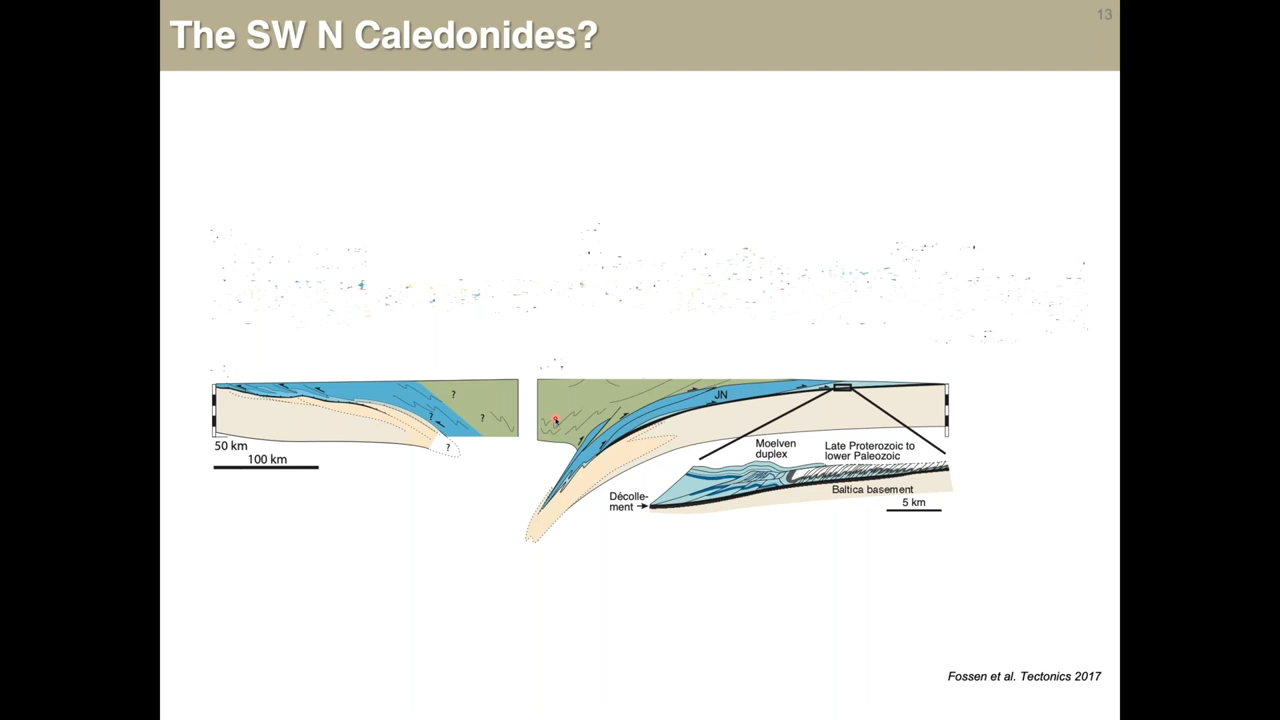 13
The SW N Caledonides?
?
?
?
?
50 km
100 km
JN
Moelven
duplex
Late Proterozoic to
lower Paleozoic
Décolle-
ment
Baltica basement
5 km
Fossen et al. Tectonics 2017